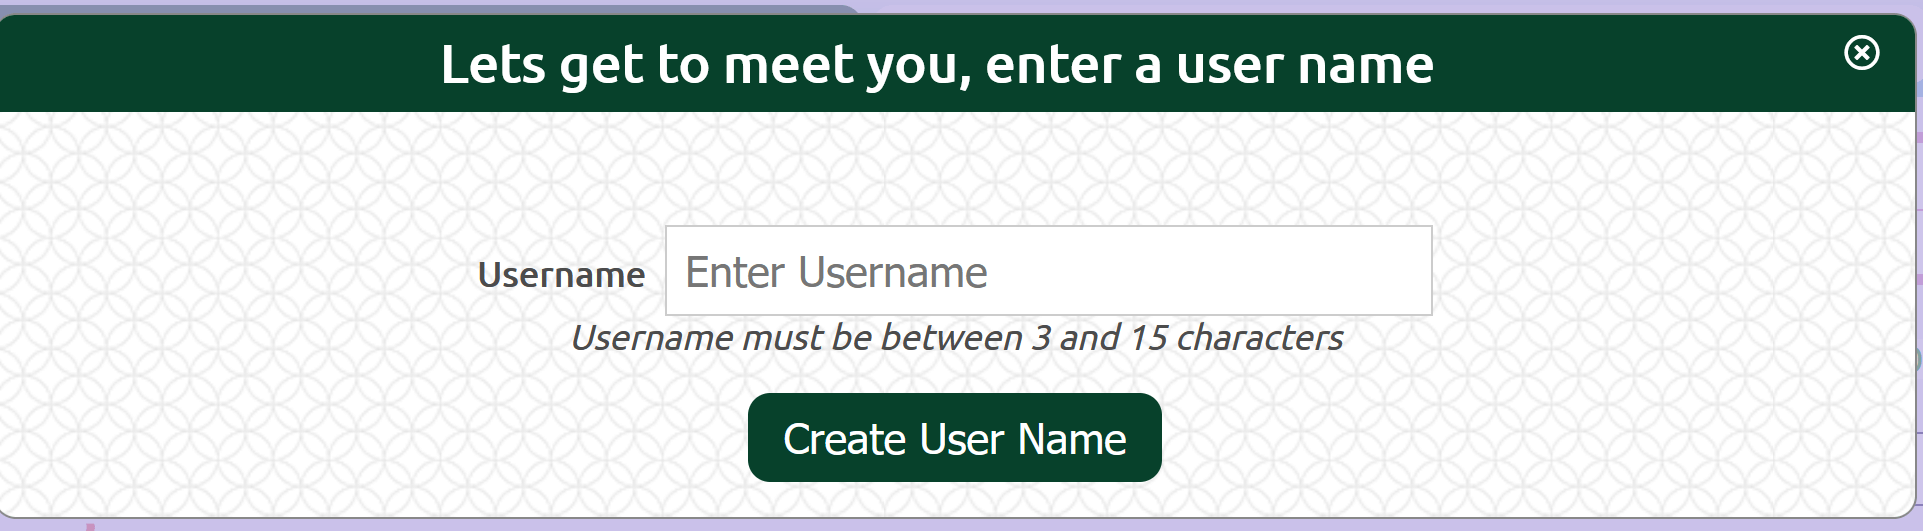 Lets get to meet you, enter a user name
Username
Enter Username
Username must be between 3 and 15 characters
Create User Name